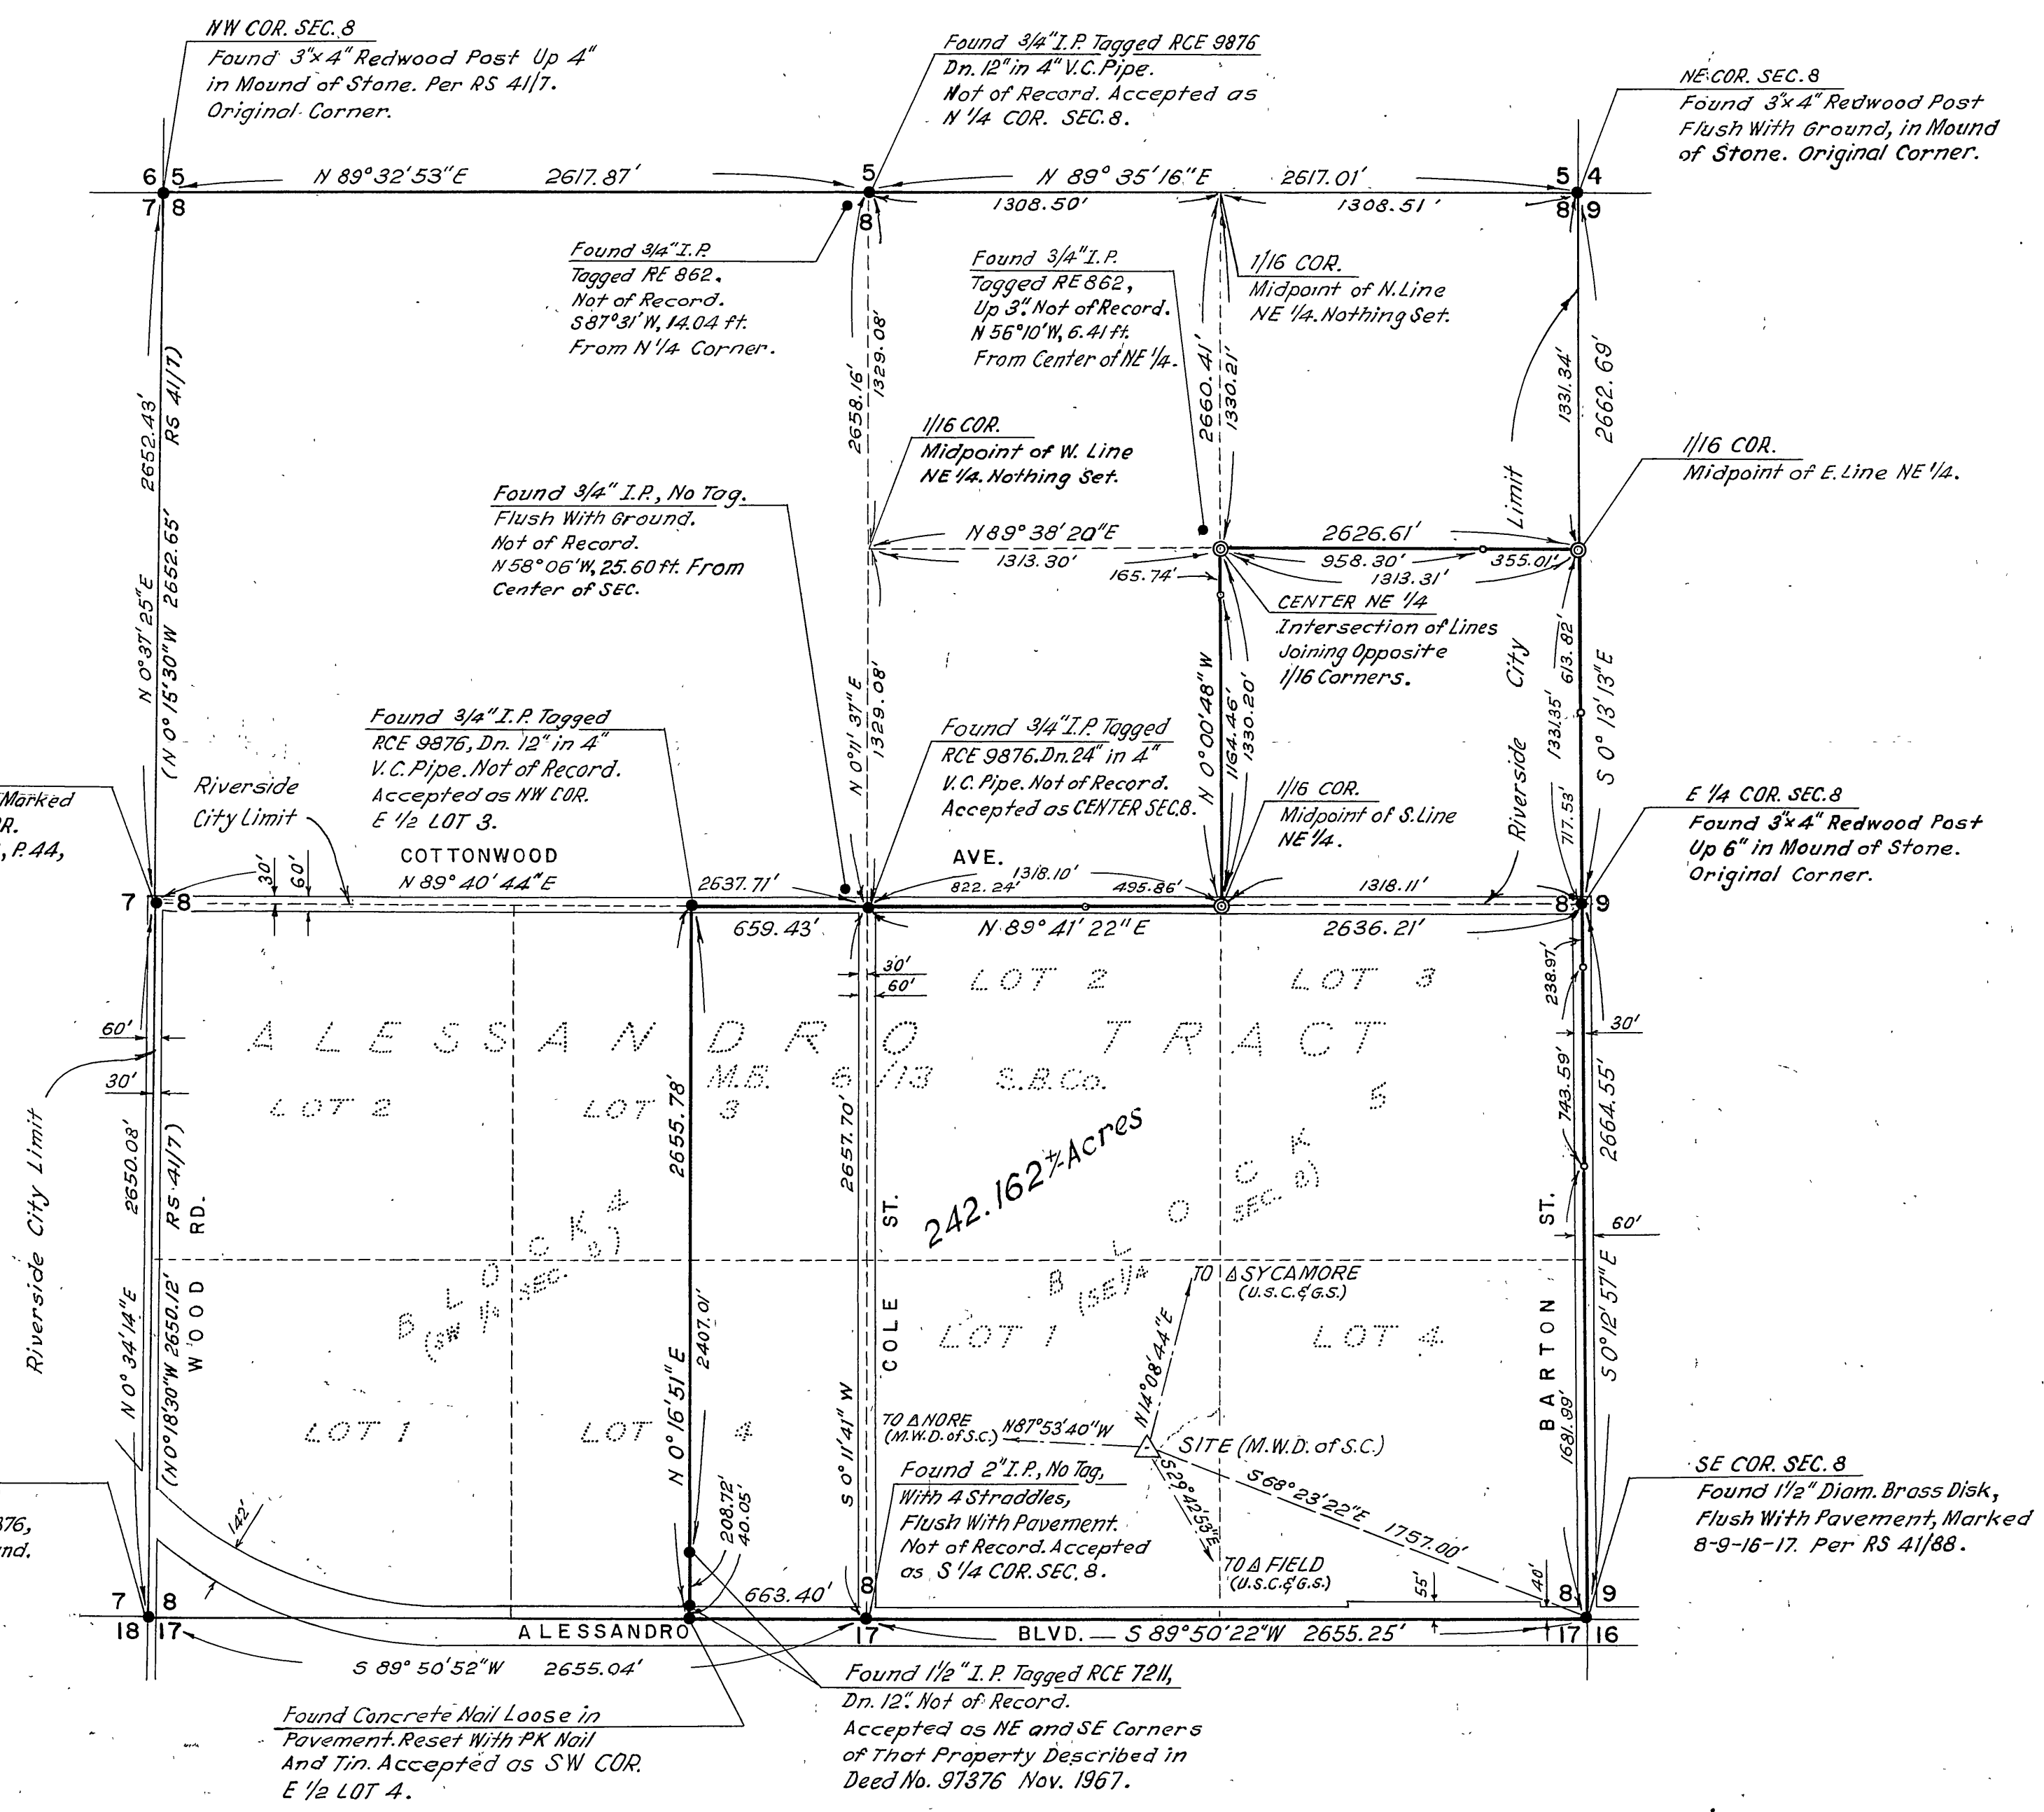 NW COR. SEC. 8
Found 3"x 4" Redwood Post Up 4"
in Mound of Stone. Per RS 41/7.
Original Corner.
Found 3/4" I.P. Tagged RCE 9876
Dn. 12" in 4" V.C. Pipe.
Not of Record. Accepted as
N 1/4 COR. SEC. 8.
NE COR. SEC. 8
Found 3"x 4" Redwood Post
Flush With Ground, in Mound
of Stone. Original Corner.
6 5
7 8
N 89° 32' 53" E 2617.87'
5
8
N 89° 35' 16" E 2617.01'
1308.50'
1308.51'
5 4
8 9
Found 3/4" I.P.
Tagged RE 862.
Not of Record.
S 87° 31' W, 14.04 ft.
From N 1/4 Corner.
Found 3/4" I.P.
Tagged RE 862,
Up 3". Not of Record.
N 56° 10' W, 6.41 ft.
From Center of NE 1/4.
1/16 COR.
Midpoint of N. Line
NE 1/4. Nothing Set.
2652.43'
N 0° 37' 25" E
(N 0° 15' 30" W 2652.65' RS 41/7)
2658.16'
1329.08'
2660.41'
1330.21'
1331.34'
2662.69'
1/16 COR.
Midpoint of W. Line
NE 1/4. Nothing Set.
1/16 COR.
Midpoint of E. Line NE 1/4.
Found 3/4" I.P., No Tag.
Flush With Ground.
Not of Record.
N 58° 06' W, 25.60 ft. From
Center of SEC.
N 89° 38' 20" E
2626.61'
1313.30'
958.30'
355.01'
1313.31'
165.74'
CENTER NE 1/4
Intersection of Lines
Joining Opposite
1/16 Corners.
Riverside City Limit
N 0° 11' 37" E
1329.08'
N 0° 00' 48" W
1164.46'
1330.20'
613.82'
1331.35'
717.53'
S 0° 13' 13" E
Found 3/4" I.P. Tagged
RCE 9876, Dn. 12" in 4"
V.C. Pipe. Not of Record.
Accepted as NW COR.
E 1/2 LOT 3.
Found 3/4" I.P. Tagged
RCE 9876. Dn. 24" in 4"
V.C. Pipe. Not of Record.
Accepted as CENTER SEC. 8.
1/16 COR.
Midpoint of S. Line
NE 1/4.
E 1/4 COR. SEC. 8
Found 3"x 4" Redwood Post
Up 6" in Mound of Stone.
Original Corner.
Marked
R.
, P. 44,
Riverside
City Limit
30'
60'
COTTONWOOD AVE.
N 89° 40' 44" E
2637.71'
1318.10'
822.24'
495.86'
1318.11'
7 8
8 9
659.43'
N 89° 41' 22" E 2636.21'
30'
60'
LOT 2
LOT 3
238.97'
30'
ALESSANDRO TRACT
M.B. 6/13 S.B. Co.
60'
30'
LOT 2
LOT 3
5
743.59'
2655.78'
2657.70'
2664.55'
242.162± Acres
Riverside City Limit
2650.08'
N 0° 34' 14" E
(N 0° 18' 30" W 2650.12' RS 41/7)
WOOD RD.
BLOCK 4
(SW 1/4 SEC. 8)
COLE ST.
BLOCK
(SE 1/4 SEC. 8)
BARTON ST.
60'
S 0° 12' 57" E
TO △ SYCAMORE
(U.S.C. & G.S.)
N 14° 08' 44" E
LOT 1
LOT 4
2407.01'
N 0° 16' 51" E
S 0° 11' 41" W
1681.99'
LOT 1
LOT 4
TO △ NORE
(M.W.D. of S.C.)
N 87° 53' 40" W
SITE (M.W.D. of S.C.)
S 68° 23' 22" E 1757.00'
S 29° 42' 53" E
TO △ FIELD
(U.S.C. & G.S.)
Found 2" I.P., No Tag,
With 4 Straddles,
Flush With Pavement.
Not of Record. Accepted
as S 1/4 COR. SEC. 8.
SE COR. SEC. 8
Found 1 1/2" Diam. Brass Disk,
Flush With Pavement, Marked
8-9-16-17. Per RS 41/88.
142'
208.72'
40.05'
55'
40'
663.40'
7 8
18 17
8
17
8 9
17 16
ALESSANDRO BLVD.
S 89° 50' 22" W 2655.25'
S 89° 50' 52" W 2655.04'
Found Concrete Nail Loose in
Pavement. Reset With PK Nail
And Tin. Accepted as SW COR.
E 1/2 LOT 4.
Found 1 1/2" I.P. Tagged RCE 7211,
Dn. 12". Not of Record.
Accepted as NE and SE Corners
of That Property Described in
Deed No. 97376 Nov. 1967.